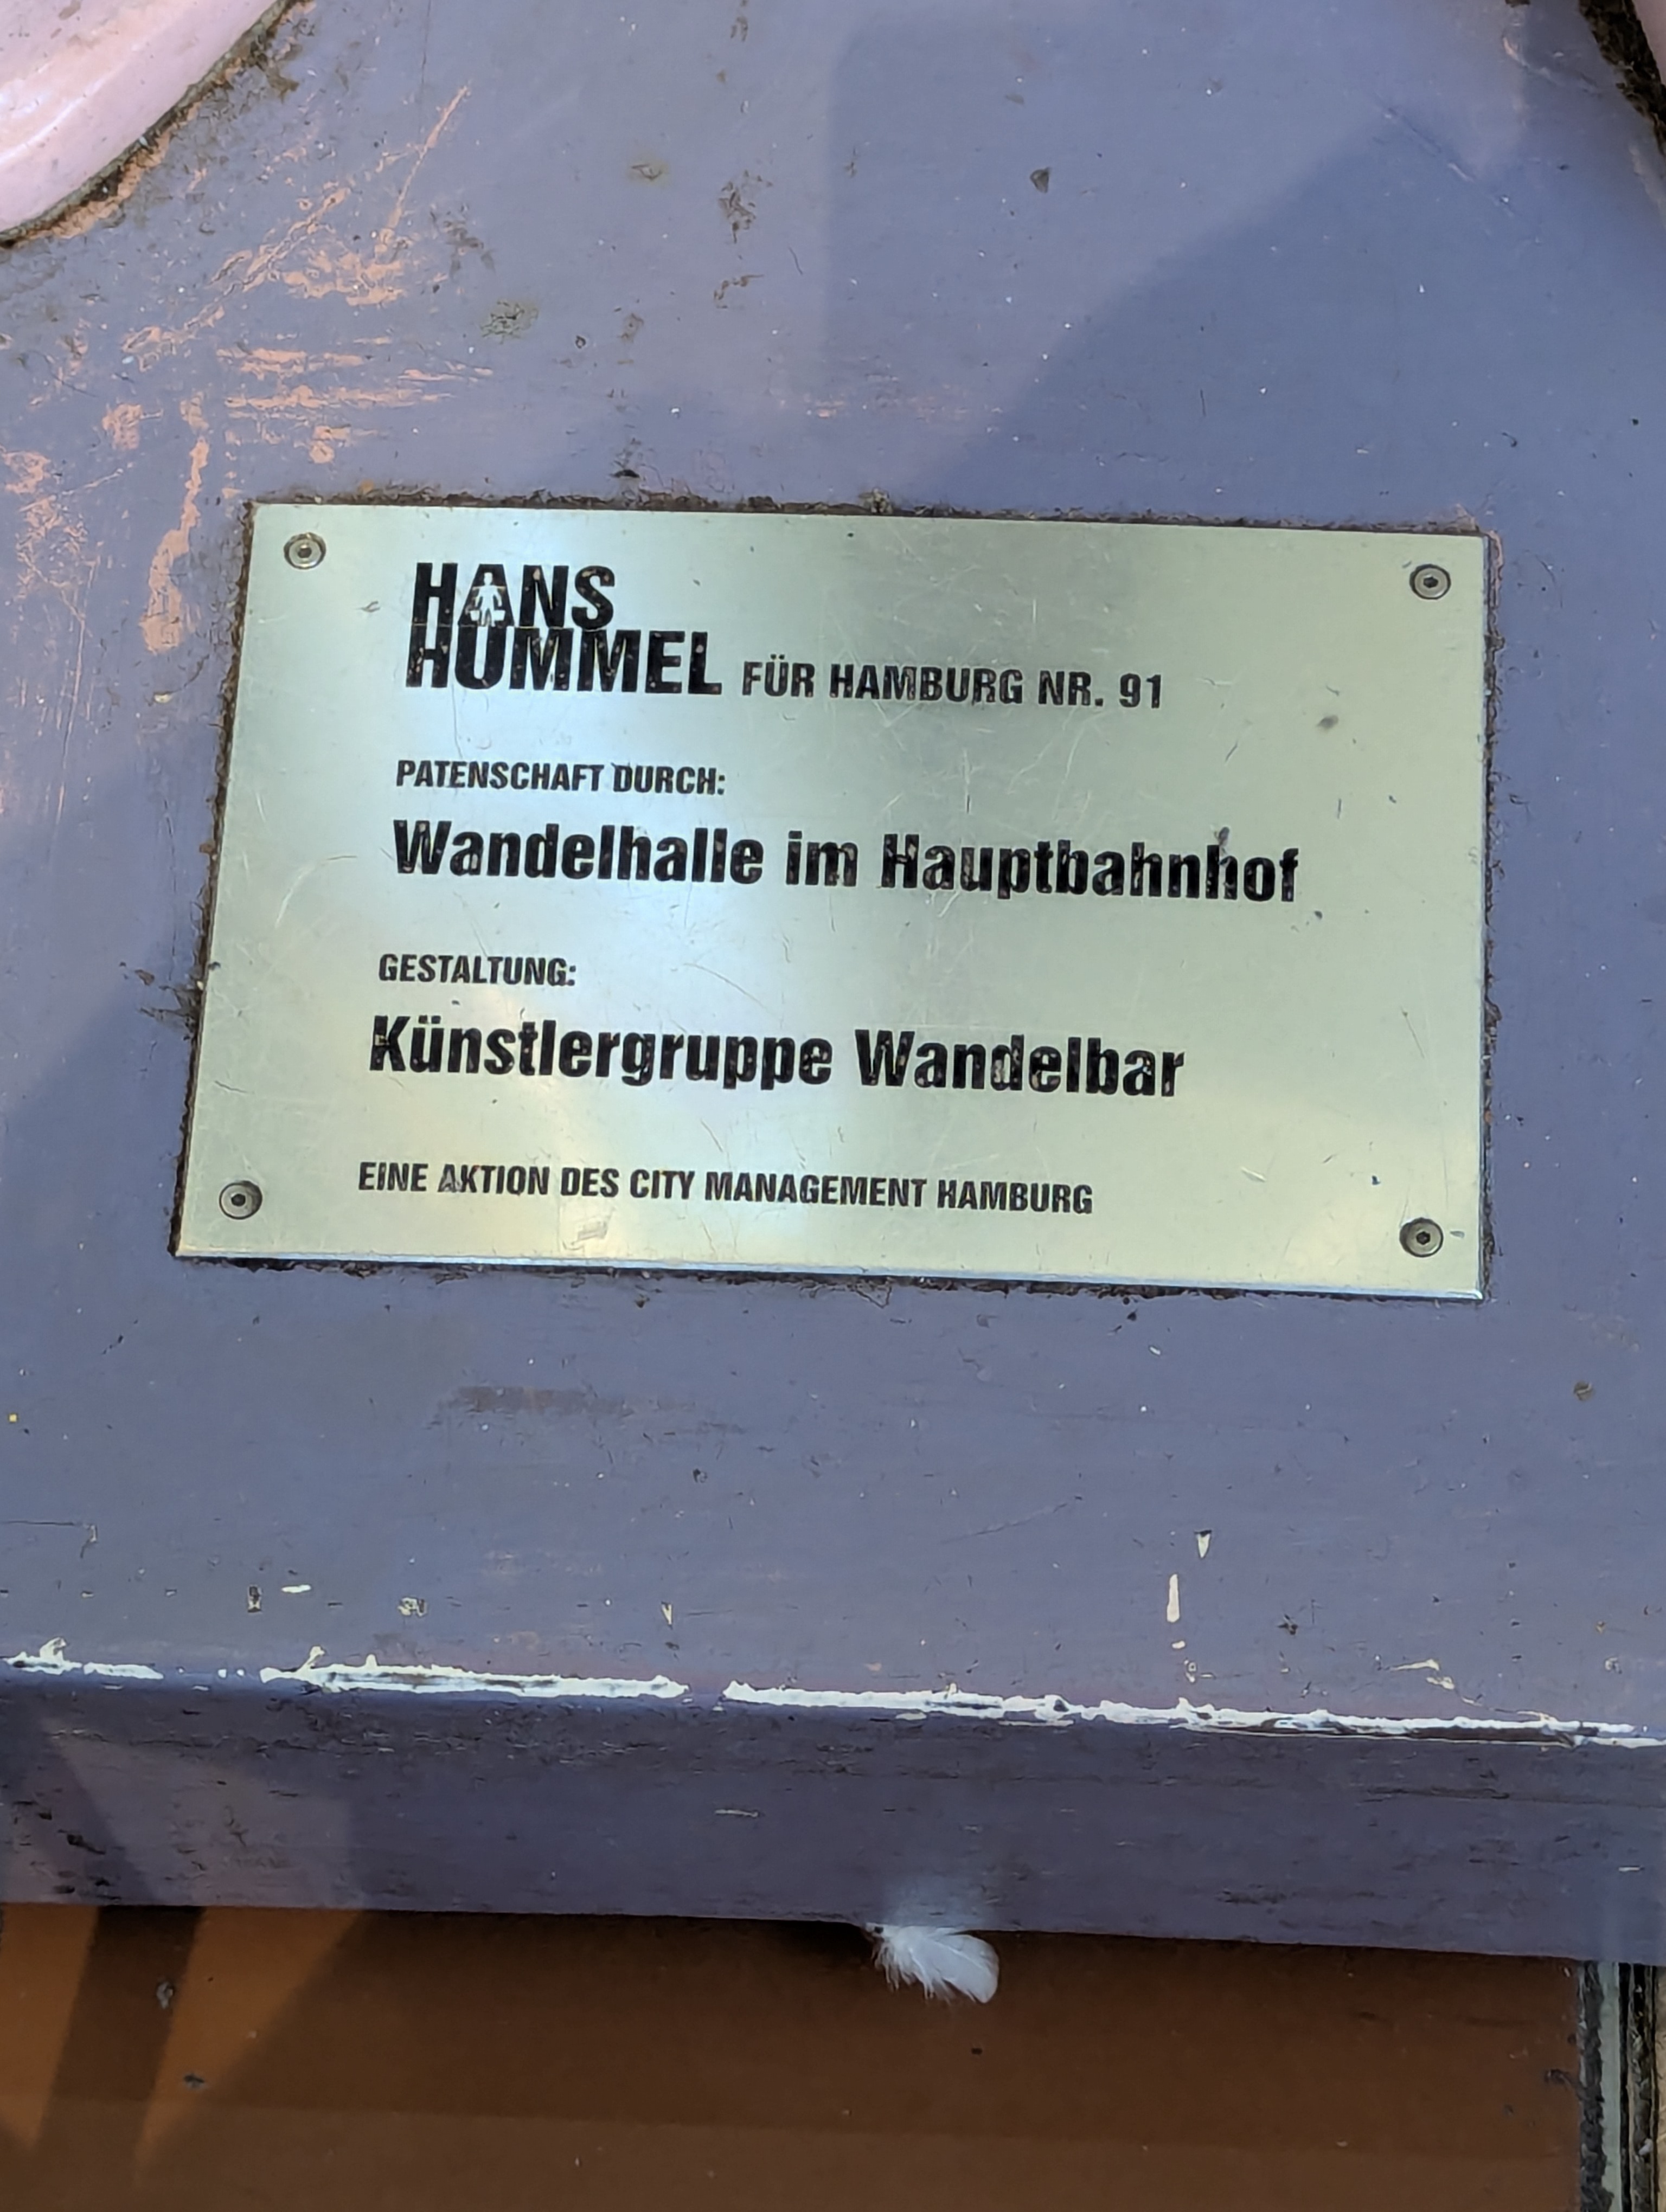 HANS
HUMMEL FÜR HAMBURG NR. 91
PATENSCHAFT DURCH:
Wandelhalle im Hauptbahnhof
GESTALTUNG:
Künstlergruppe Wandelbar
EINE AKTION DES CITY MANAGEMENT HAMBURG